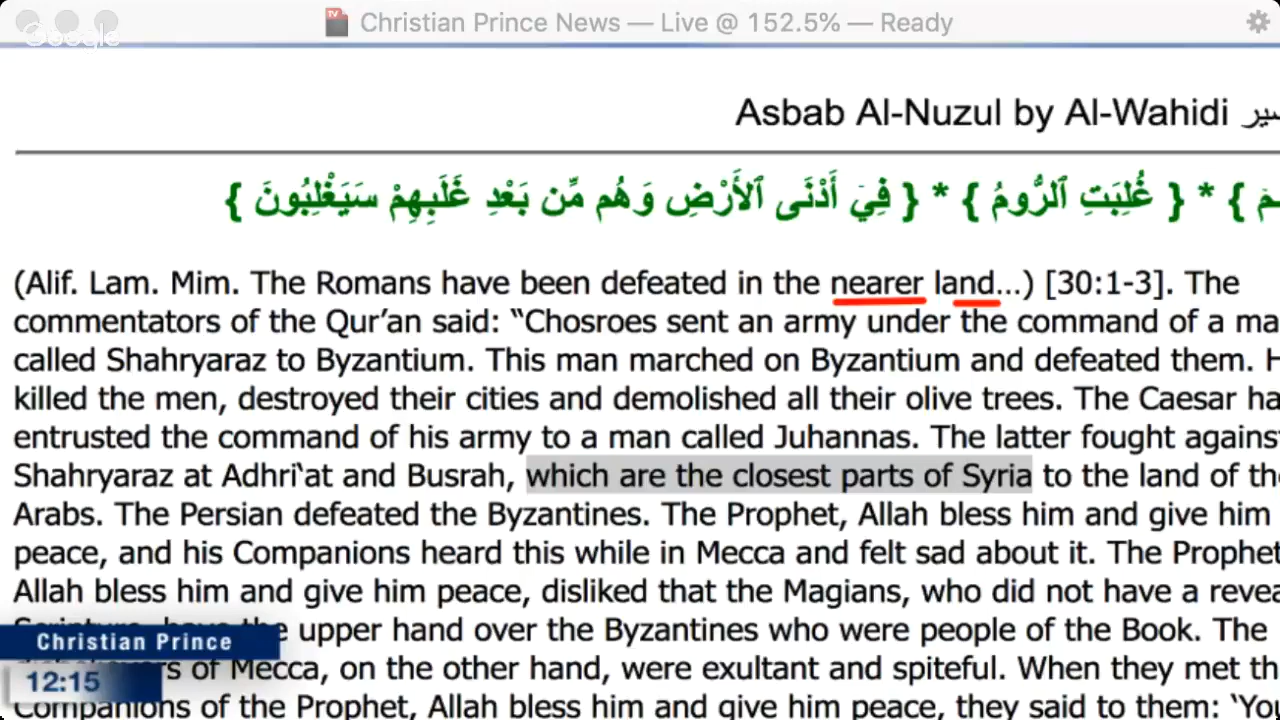 Christian Prince News — Live @ 152.5% — Ready
Google
Asbab Al-Nuzul by Al-Wahidi
} * { غُلِبَتِ ٱلرُّومُ } * { فِيۤ أَدْنَى ٱلأَرْضِ وَهُم مِّن بَعْدِ غَلَبِهِمْ سَيَغْلِبُونَ }
(Alif. Lam. Mim. The Romans have been defeated in the nearer land...) [30:1-3]. The
commentators of the Qur’an said: “Chosroes sent an army under the command of a ma
called Shahryaraz to Byzantium. This man marched on Byzantium and defeated them. H
killed the men, destroyed their cities and demolished all their olive trees. The Caesar ha
entrusted the command of his army to a man called Juhannas. The latter fought against
Shahryaraz at Adhri‘at and Busrah, which are the closest parts of Syria to the land of the
Arabs. The Persian defeated the Byzantines. The Prophet, Allah bless him and give him
peace, and his Companions heard this while in Mecca and felt sad about it. The Prophet
Allah bless him and give him peace, disliked that the Magians, who did not have a revea
upper hand over the Byzantines who were people of the Book. The
of Mecca, on the other hand, were exultant and spiteful. When they met th
Companions of the Prophet, Allah bless him and give him peace, they said to them: ‘You
Christian Prince
12:15